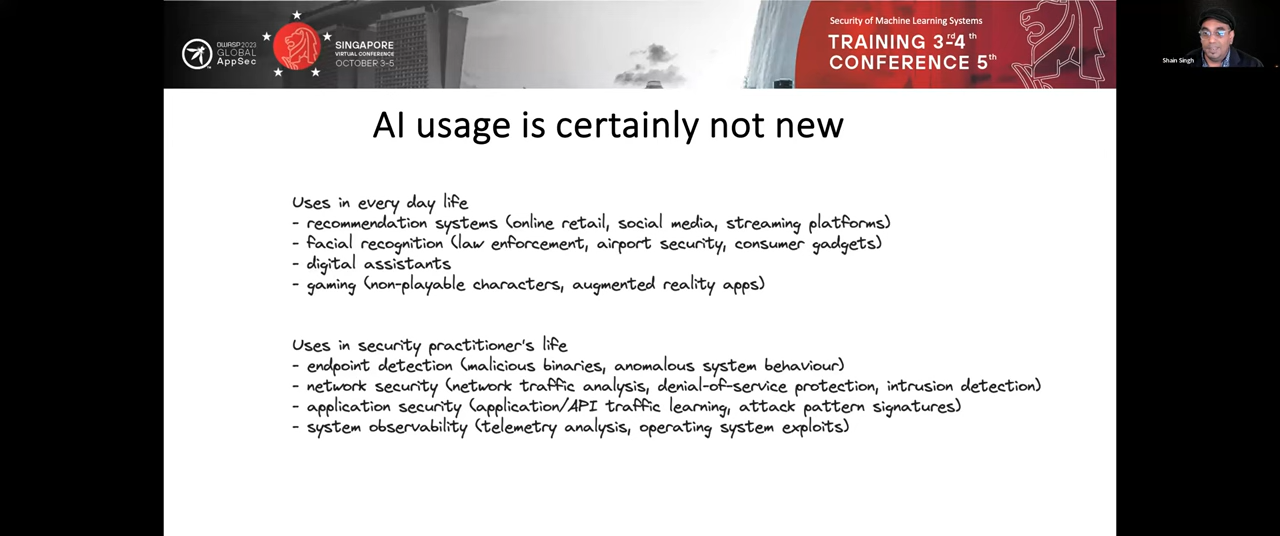 OWASP 2023
GLOBAL
AppSec
SINGAPORE
VIRTUAL CONFERENCE
OCTOBER 3-5
Security of Machine Learning Systems
TRAINING 3rd-4th
CONFERENCE 5th
Shain Singh
AI usage is certainly not new
Uses in every day life
- recommendation systems (online retail, social media, streaming platforms)
- facial recognition (law enforcement, airport security, consumer gadgets)
- digital assistants
- gaming (non-playable characters, augmented reality apps)
Uses in security practitioner's life
- endpoint detection (malicious binaries, anomalous system behaviour)
- network security (network traffic analysis, denial-of-service protection, intrusion detection)
- application security (application/API traffic learning, attack pattern signatures)
- system observability (telemetry analysis, operating system exploits)